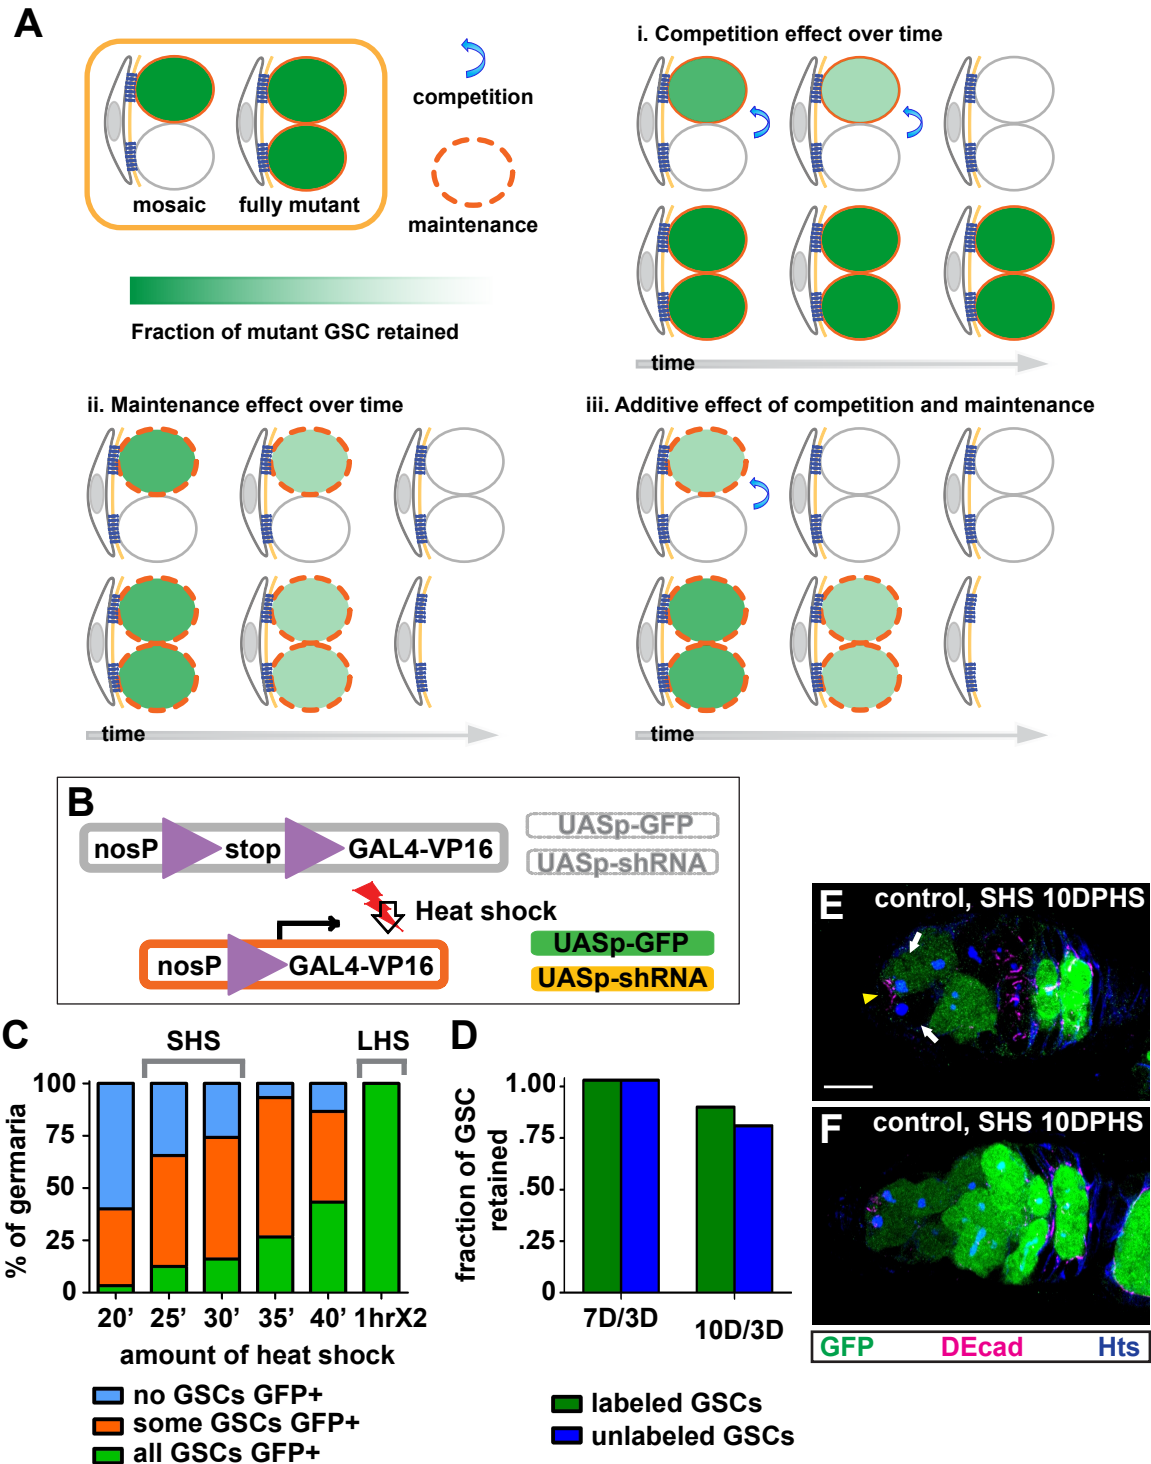 A
mosaic
fully mutant
competition
maintenance
Fraction of mutant GSC retained
i. Competition effect over time
time
ii. Maintenance effect over time
time
iii. Additive effect of competition and maintenance
time
B
nosP stop GAL4-VP16
UASp-GFP
UASp-shRNA
Heat shock
nosP GAL4-VP16
UASp-GFP
UASp-shRNA
C
SHS
LHS
% of germaria
100
75
50
25
0
20’ 25’ 30’ 35’ 40’ 1hrX2
amount of heat shock
no GSCs GFP+
some GSCs GFP+
all GSCs GFP+
D
fraction of GSC
retained
1.00
.75
.50
.25
0
7D/3D
10D/3D
labeled GSCs
unlabeled GSCs
E control, SHS 10DPHS
F control, SHS 10DPHS
GFP DEcad Hts